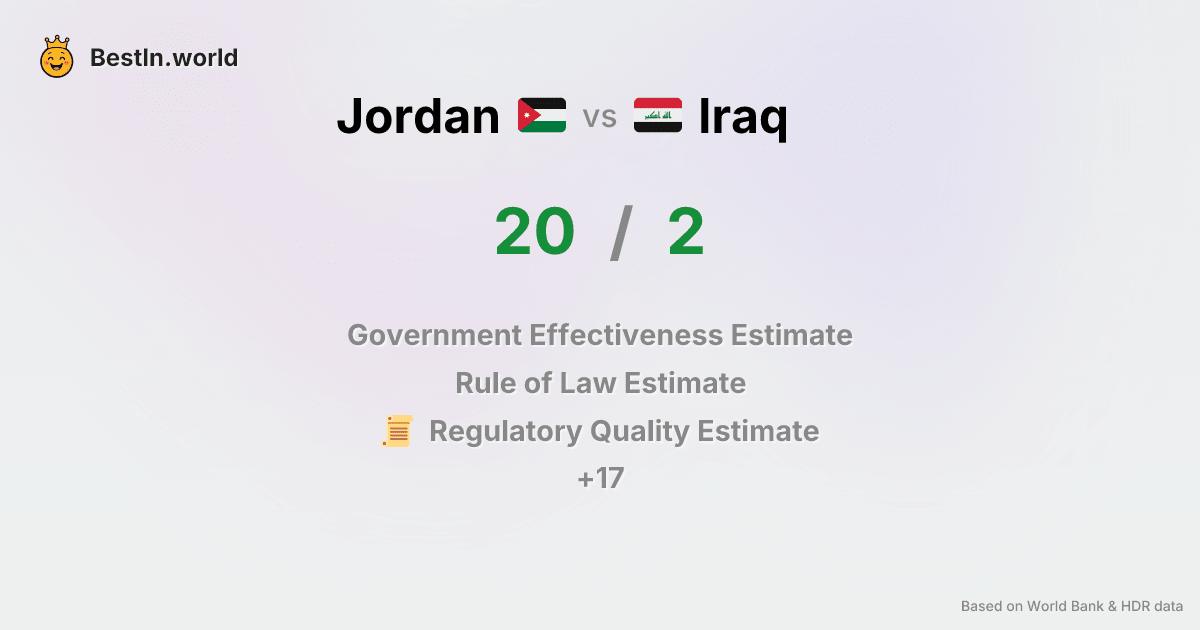 BestIn.world
Jordan vs Iraq
20 / 2
Government Effectiveness Estimate
Rule of Law Estimate
Regulatory Quality Estimate
+17
Based on World Bank & HDR data